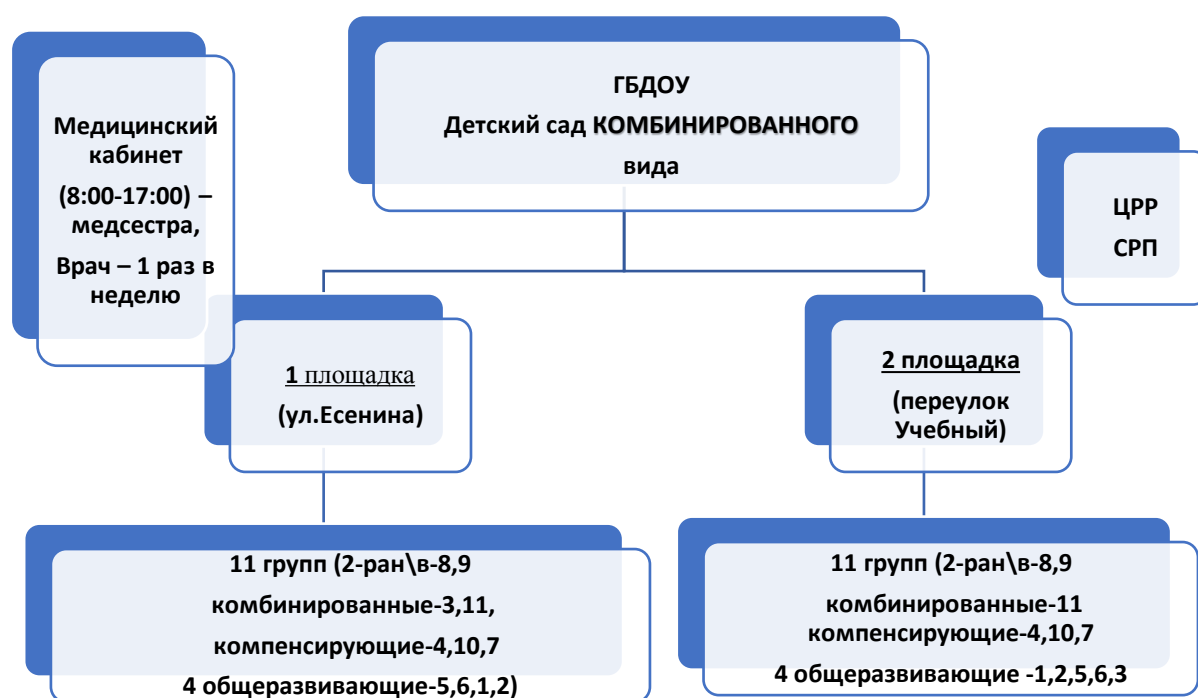 ГБДОУ
Детский сад КОМБИНИРОВАННОГО
вида
Медицинский
кабинет
(8:00-17:00) –
медсестра,
Врач – 1 раз в
неделю
ЦРР
СРП
1 площадка
(ул.Есенина)
2 площадка
(переулок
Учебный)
11 групп (2-ран\в-8,9
комбинированные-3,11,
компенсирующие-4,10,7
4 общеразвивающие-5,6,1,2)
11 групп (2-ран\в-8,9
комбинированные-11
компенсирующие-4,10,7
4 общеразвивающие -1,2,5,6,3